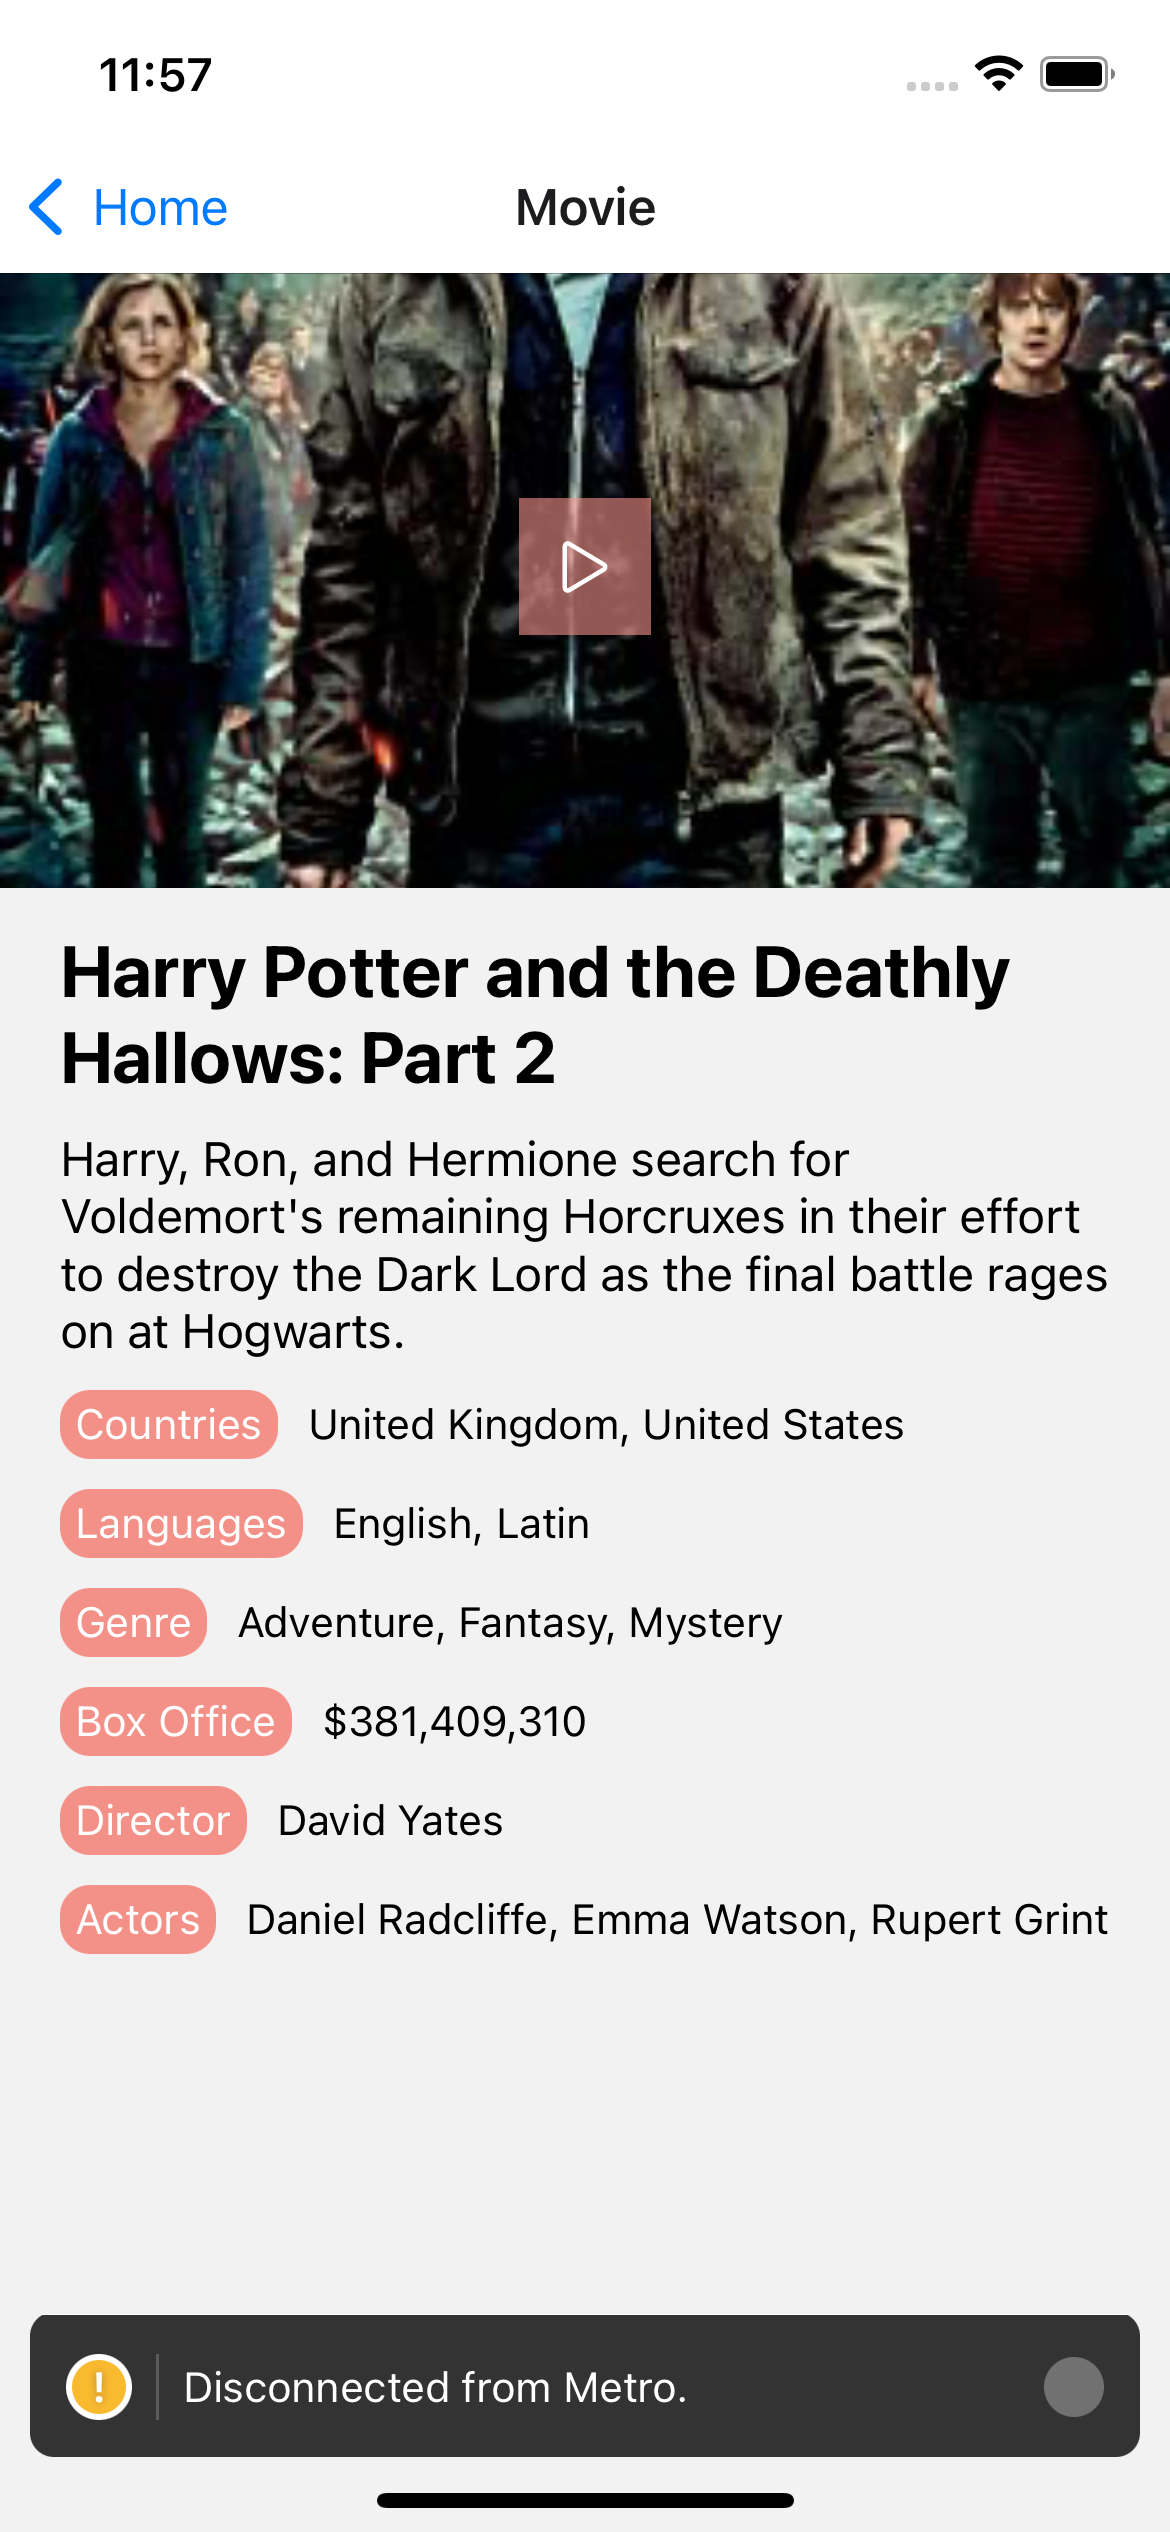 11:57
Home
Movie
Harry Potter and the Deathly
Hallows: Part 2
Harry, Ron, and Hermione search for
Voldemort's remaining Horcruxes in their effort
to destroy the Dark Lord as the final battle rages
on at Hogwarts.
Countries United Kingdom, United States
Languages English, Latin
Genre Adventure, Fantasy, Mystery
Box Office $381,409,310
Director David Yates
Actors Daniel Radcliffe, Emma Watson, Rupert Grint
! Disconnected from Metro.